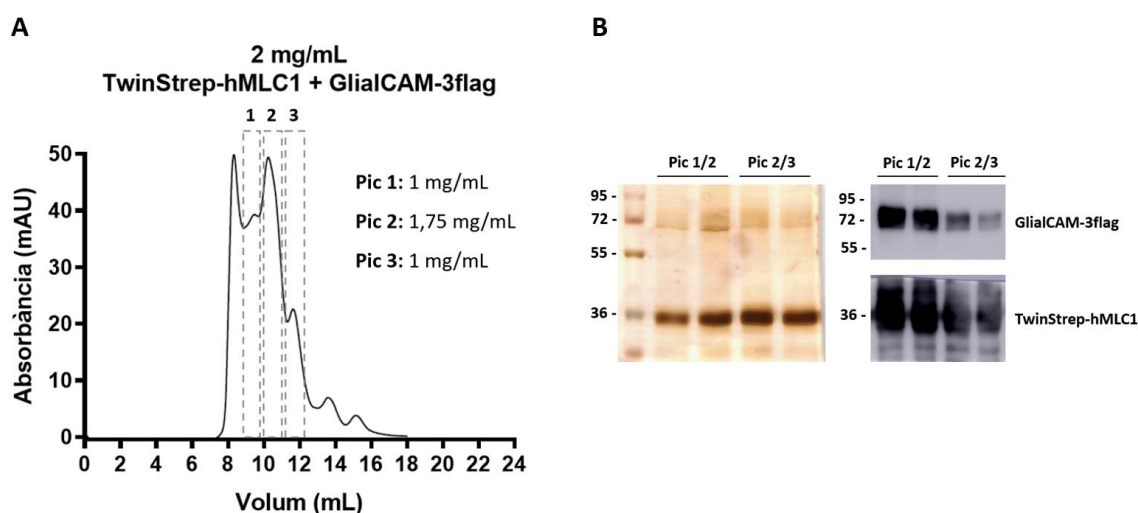 A
2 mg/mL
TwinStrep-hMLC1 + GlialCAM-3flag
1 2 3
50
40
30
20
10
0
Absorbància (mAU)
0 2 4 6 8 10 12 14 16 18 20 22 24
Volum (mL)
Pic 1: 1 mg/mL
Pic 2: 1,75 mg/mL
Pic 3: 1 mg/mL
B
Pic 1/2 Pic 2/3
95 -
72 -
55 -
36 -
Pic 1/2 Pic 2/3
95 -
72 -
55 -
GlialCAM-3flag
36 -
TwinStrep-hMLC1